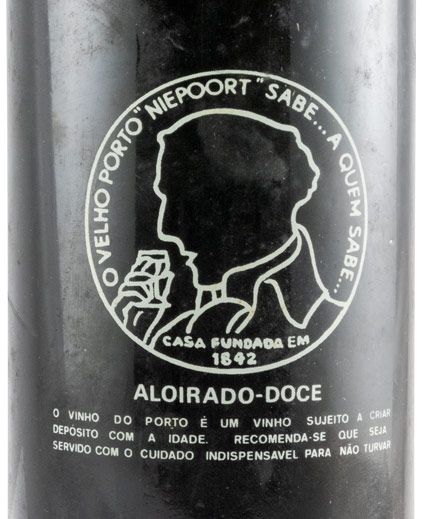 O VELHO PORTO "NIEPOORT" SABE... A QUEM SABE...
CASA FUNDADA EM
1842
ALOIRADO-DOCE
O VINHO DO PORTO É UM VINHO SUJEITO A CRIAR
DEPÓSITO COM A IDADE. RECOMENDA-SE QUE SEJA
SERVIDO COM O CUIDADO INDISPENSAVEL PARA NÃO TURVAR